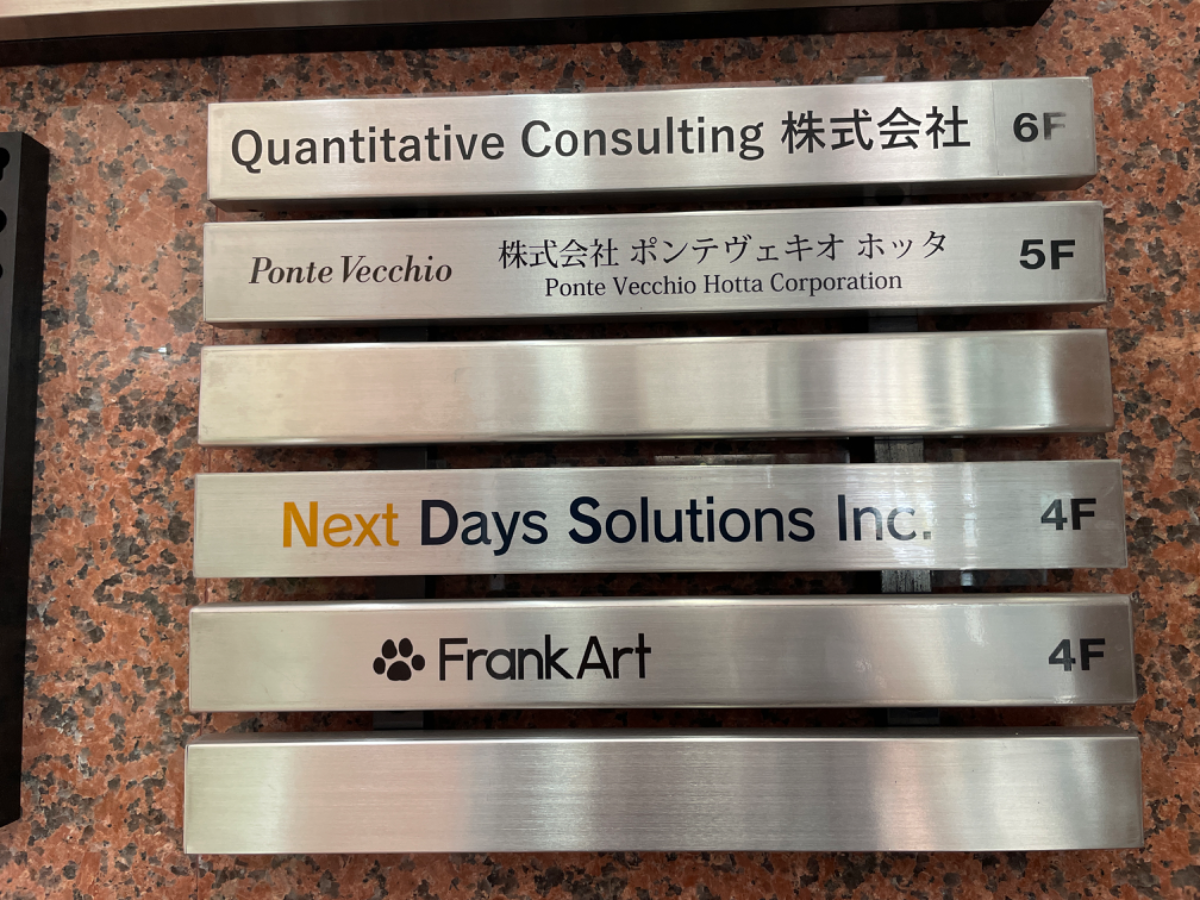 Quantitative Consulting 株式会社 6F
Ponte Vecchio 株式会社 ポンテヴェキオ ホッタ 5F
Ponte Vecchio Hotta Corporation
Next Days Solutions Inc. 4F
FrankArt 4F